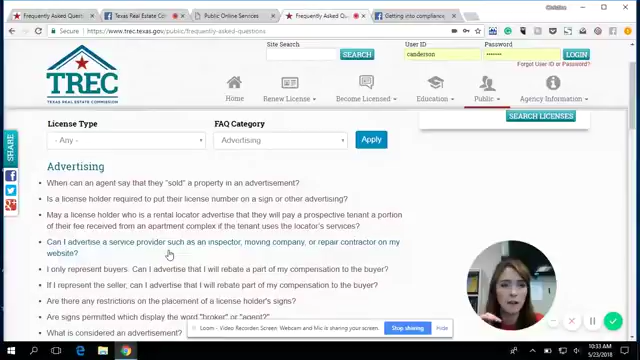 Christina
Frequently Asked Quest
Texas Real Estate Co
Public Online Services
Frequently Asked
Getting into complianc
https://www.trec.texas.gov/public/frequently-asked-questions
Site Search
SEARCH
User ID
Password
canderson
LOGIN
Forgot User ID or Password?
TREC
TEXAS REAL ESTATE COMMISSION
Home
Renew License
Become Licensed
Education
Public
Agency Information
SEARCH LICENSES
License Type
FAQ Category
- Any -
Advertising
Apply
SHARE
Advertising
When can an agent say that they "sold" a property in an advertisement?
Is a license holder required to put their license number on a sign or other advertising?
May a license holder who is a rental locator advertise that they will pay a prospective tenant a portion
of their fee received from an apartment complex if the tenant uses the locator's services?
Can I advertise a service provider such as an inspector, moving company, or repair contractor on my
website?
I only represent buyers. Can I advertise that I will rebate a part of my compensation to the buyer?
If I represent the seller, can I advertise that I will rebate part of my compensation to the buyer?
Are there any restrictions on the placement of a license holder's signs?
Are signs permitted which display the word "broker" or "agent?"
What is considered an advertisement?
Loom - Video Recorder: Screen, Webcam and Mic is sharing your screen.
Stop sharing
Hide
10:33 AM
5/23/2018